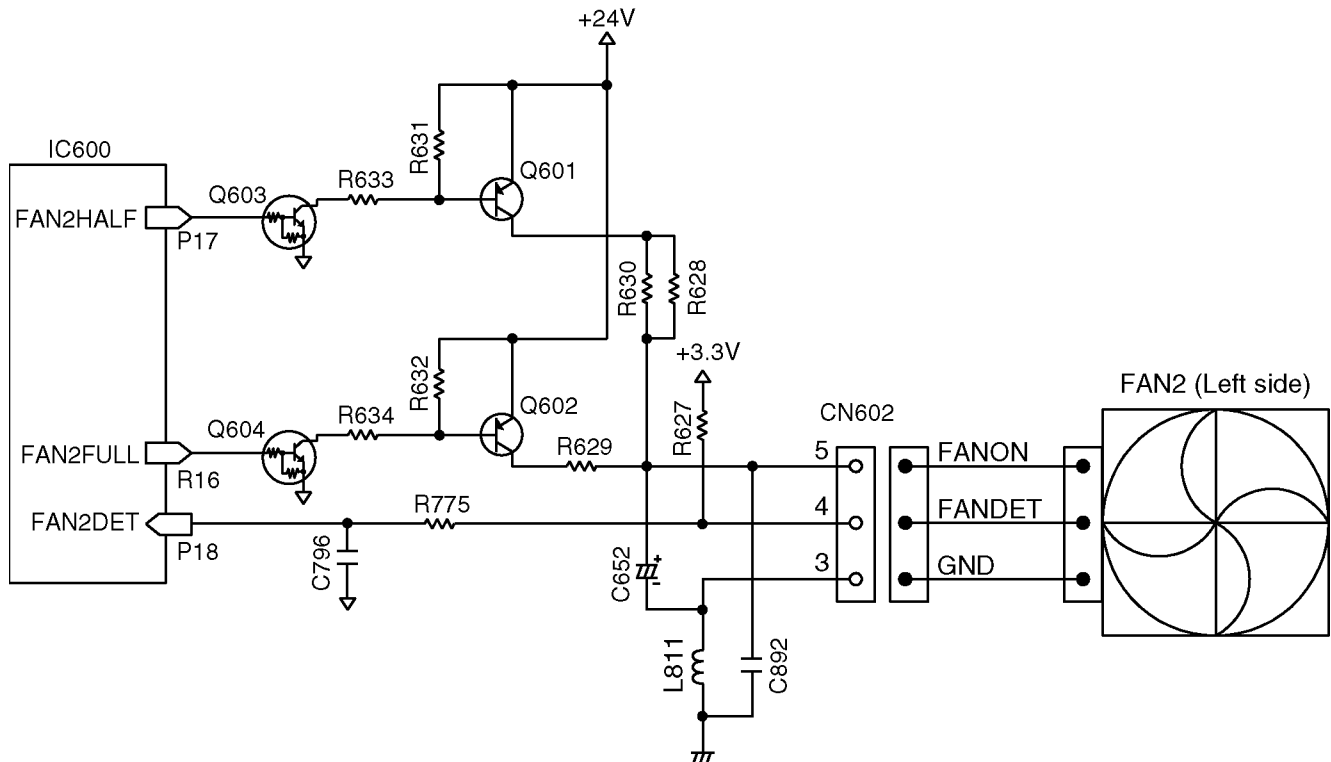 +24V
IC600
FAN2HALF
P17
Q603
R633
R631
Q601
R630
R628
+3.3V
R632
Q602
R634
Q604
FAN2FULL
R16
R629
R627
CN602
FAN2 (Left side)
5
FANON
FAN2DET
P18
R775
4
FANDET
C796
C652
+
-
3
GND
L811
C892